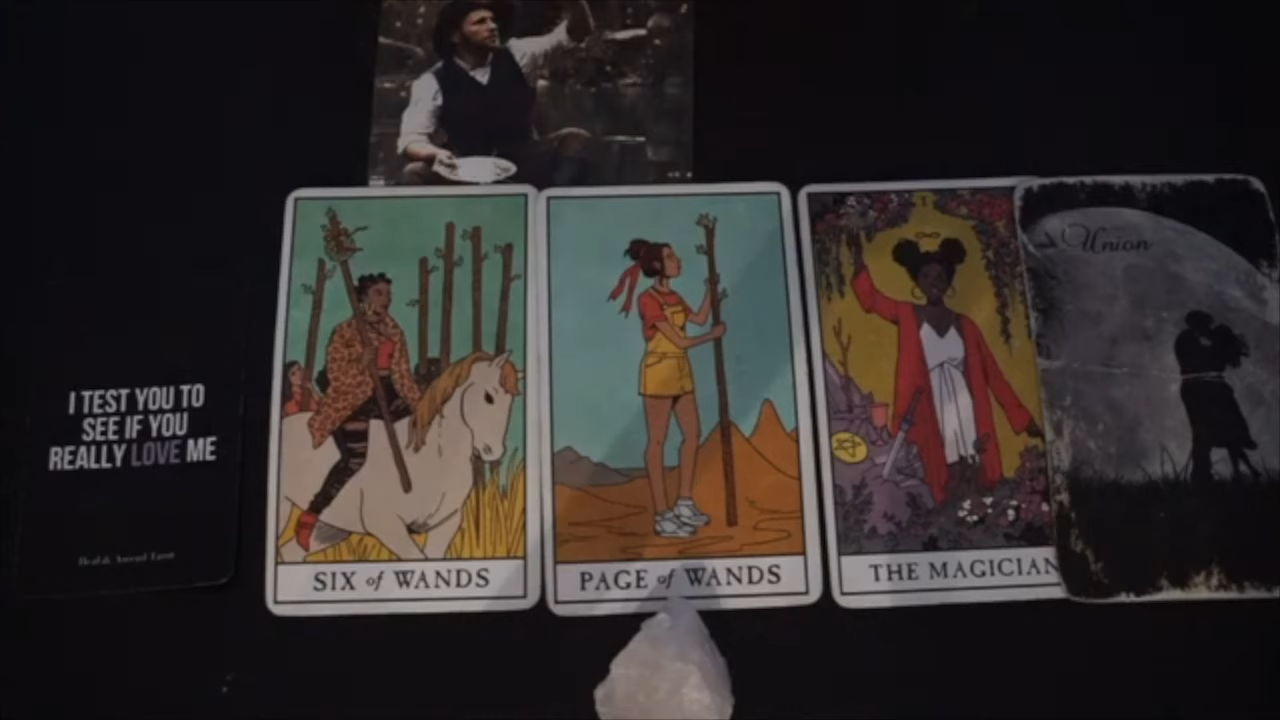 I TEST YOU TO
SEE IF YOU
REALLY LOVE ME
SIX of WANDS
PAGE of WANDS
I
THE MAGICIAN
Union